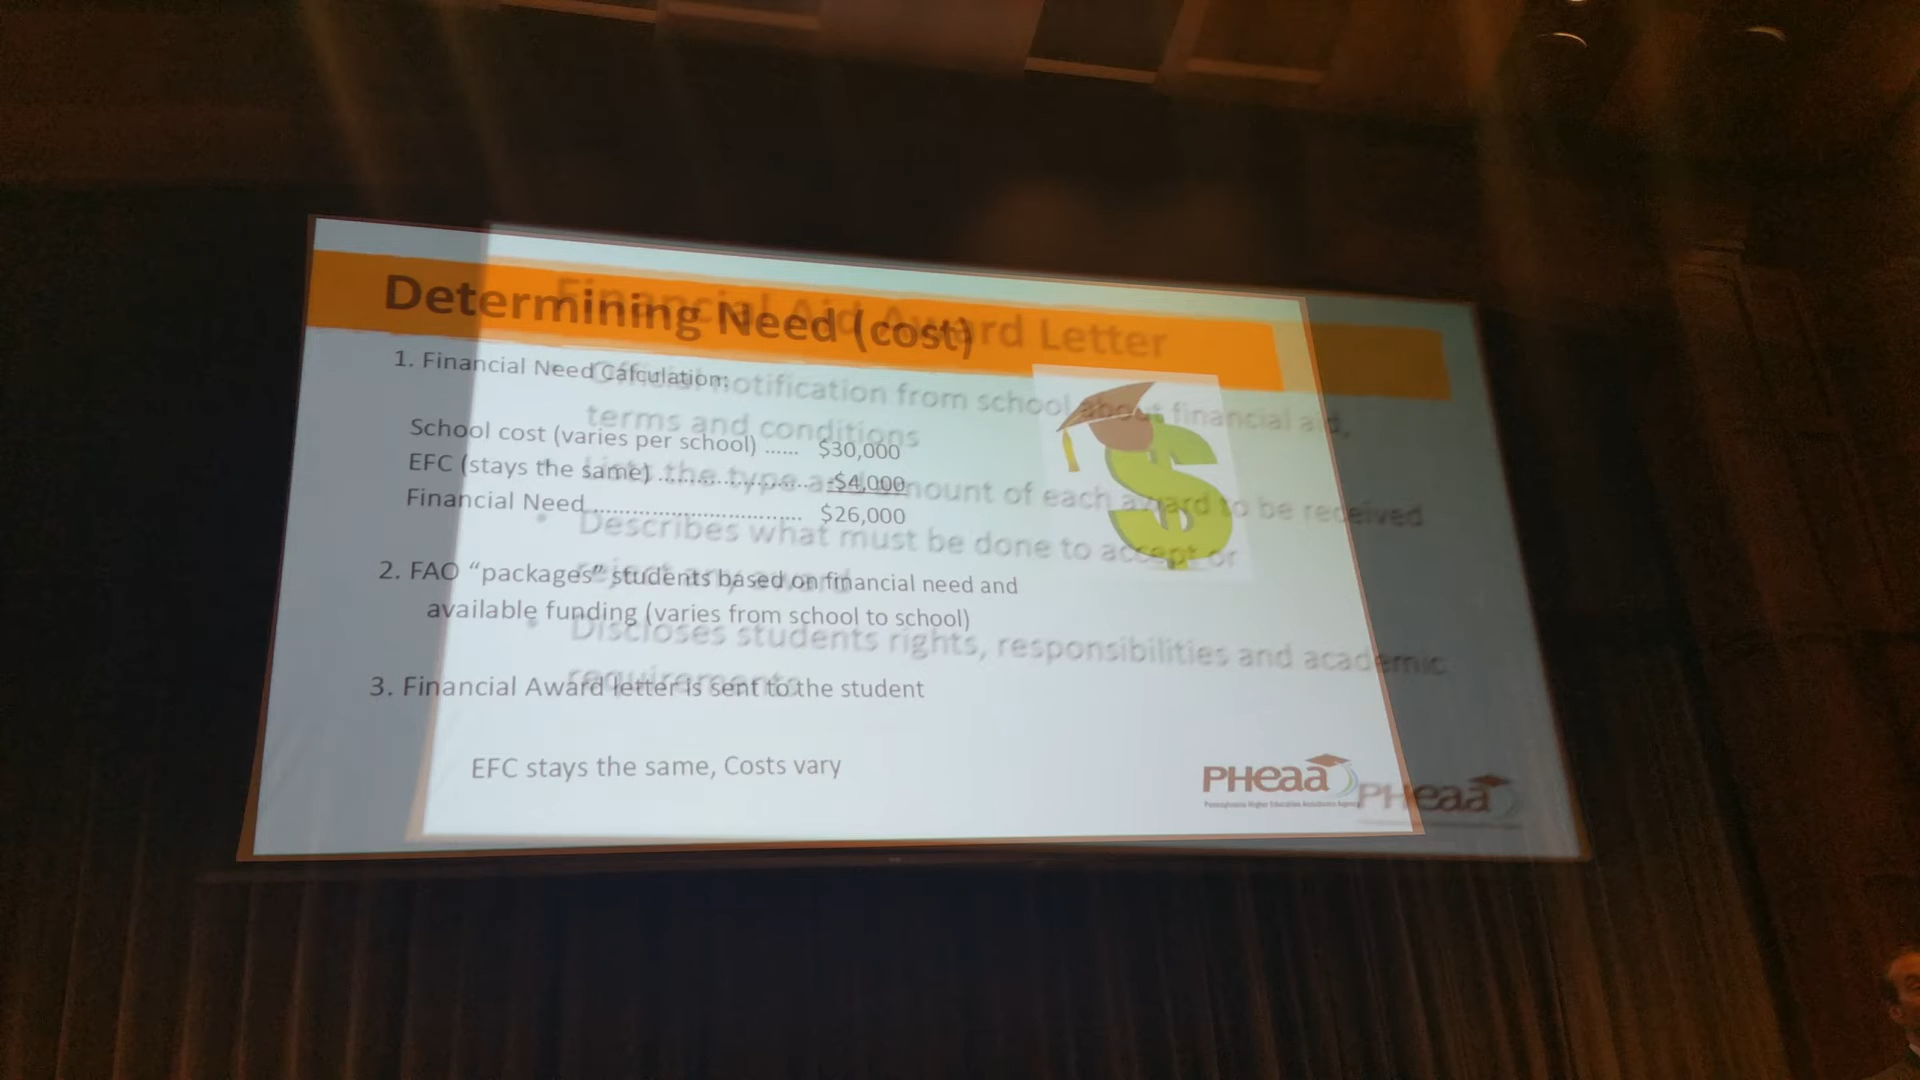 Determining Need (cost)
1. Financial Need Calculation:
School cost (varies per school) ...... $30,000
EFC (stays the same) ........................ -$4,000
Financial Need ................................. $26,000
2. FAO “packages” students based on financial need and
available funding (varies from school to school)
3. Financial Award letter is sent to the student
EFC stays the same, Costs vary
PHeaa
Pennsylvania Higher Education Assistance Agency
Financial Aid Award Letter
notification from school about financial aid,
terms and conditions
the type and amount of each award to be received
• Describes what must be done to accept or
• Discloses students rights, responsibilities and academic
requirements
PHeaa